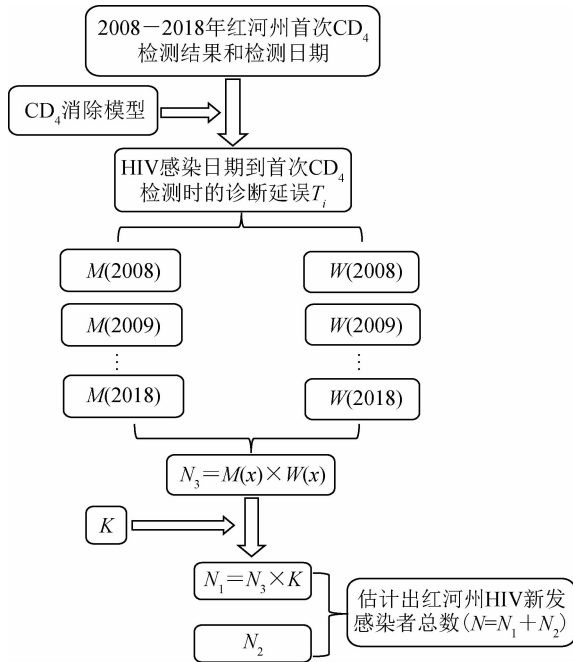 2008－2018年红河州首次CD₄
检测结果和检测日期
CD₄消除模型
HIV感染日期到首次CD₄
检测时的诊断延误Tᵢ
M(2008)
W(2008)
M(2009)
W(2009)
⋮
⋮
M(2018)
W(2018)
N₃＝M(x)×W(x)
K
N₁＝N₃×K
N₂
估计出红河州HIV新发
感染者总数(N=N₁＋N₂)